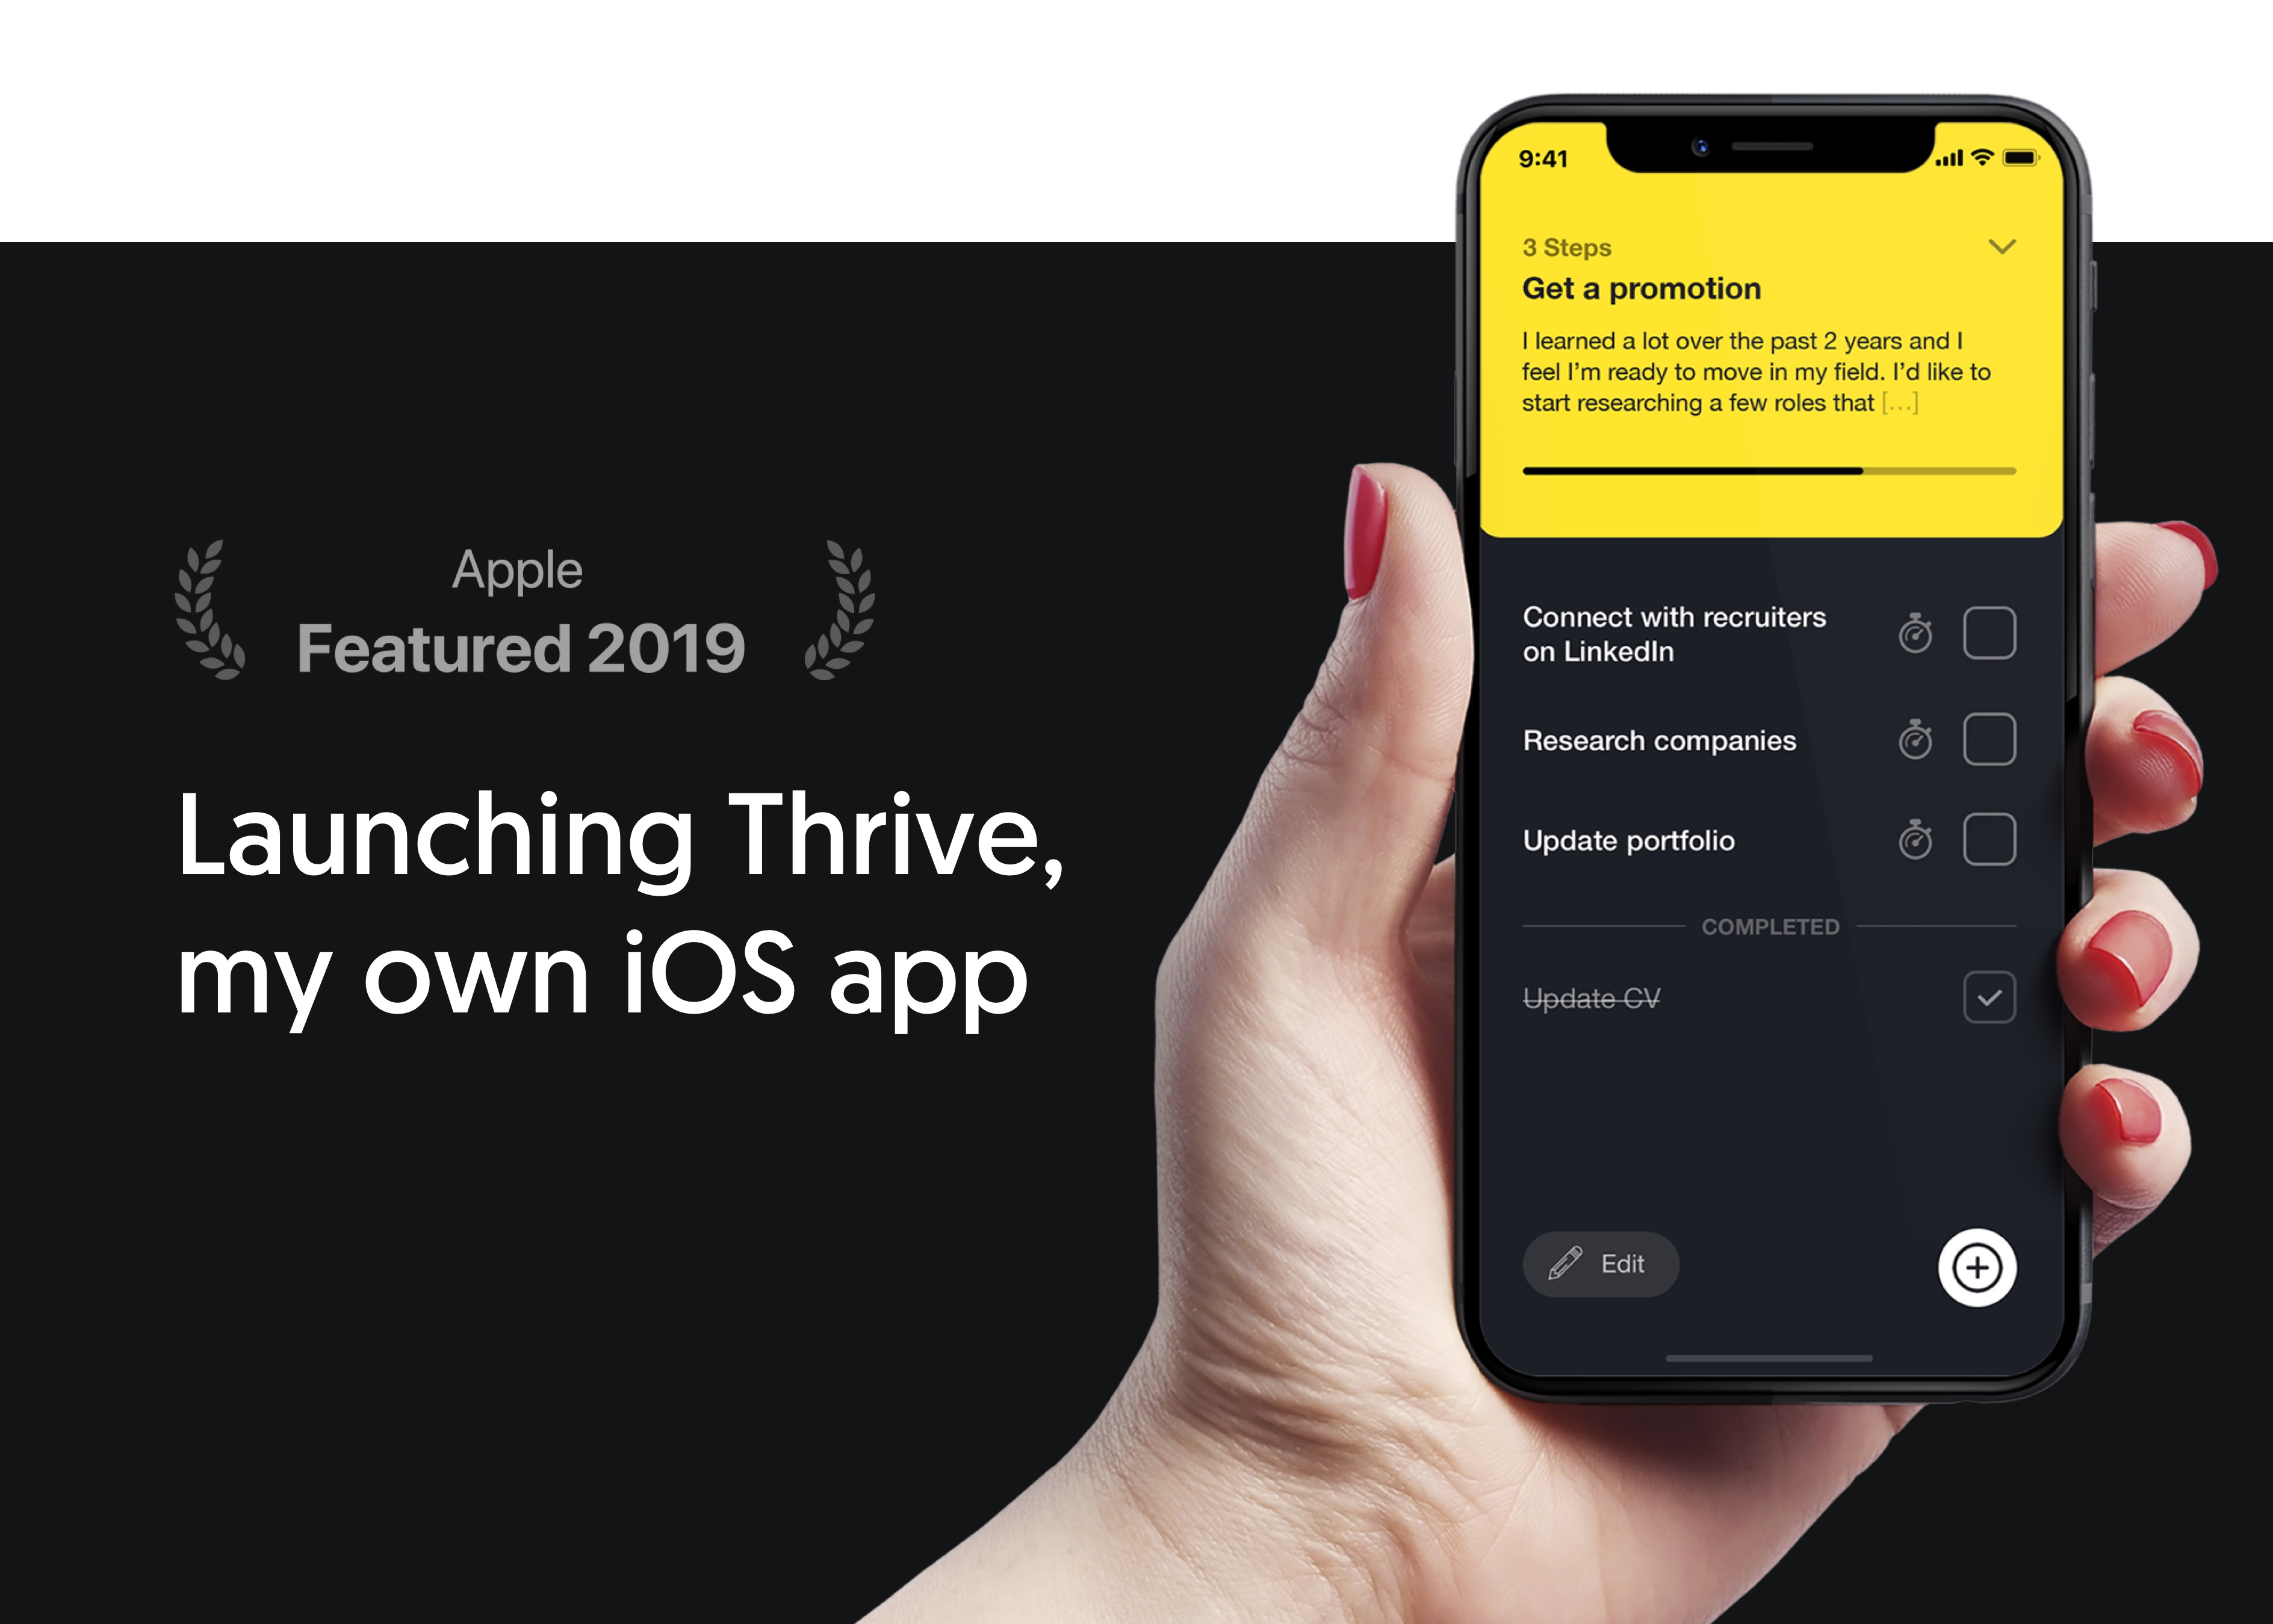 Apple
Featured 2019
Launching Thrive,
my own iOS app
9:41
3 Steps
Get a promotion
I learned a lot over the past 2 years and I
feel I’m ready to move in my field. I’d like to
start researching a few roles that [...]
Connect with recruiters
on LinkedIn
Research companies
Update portfolio
COMPLETED
Update CV
Edit